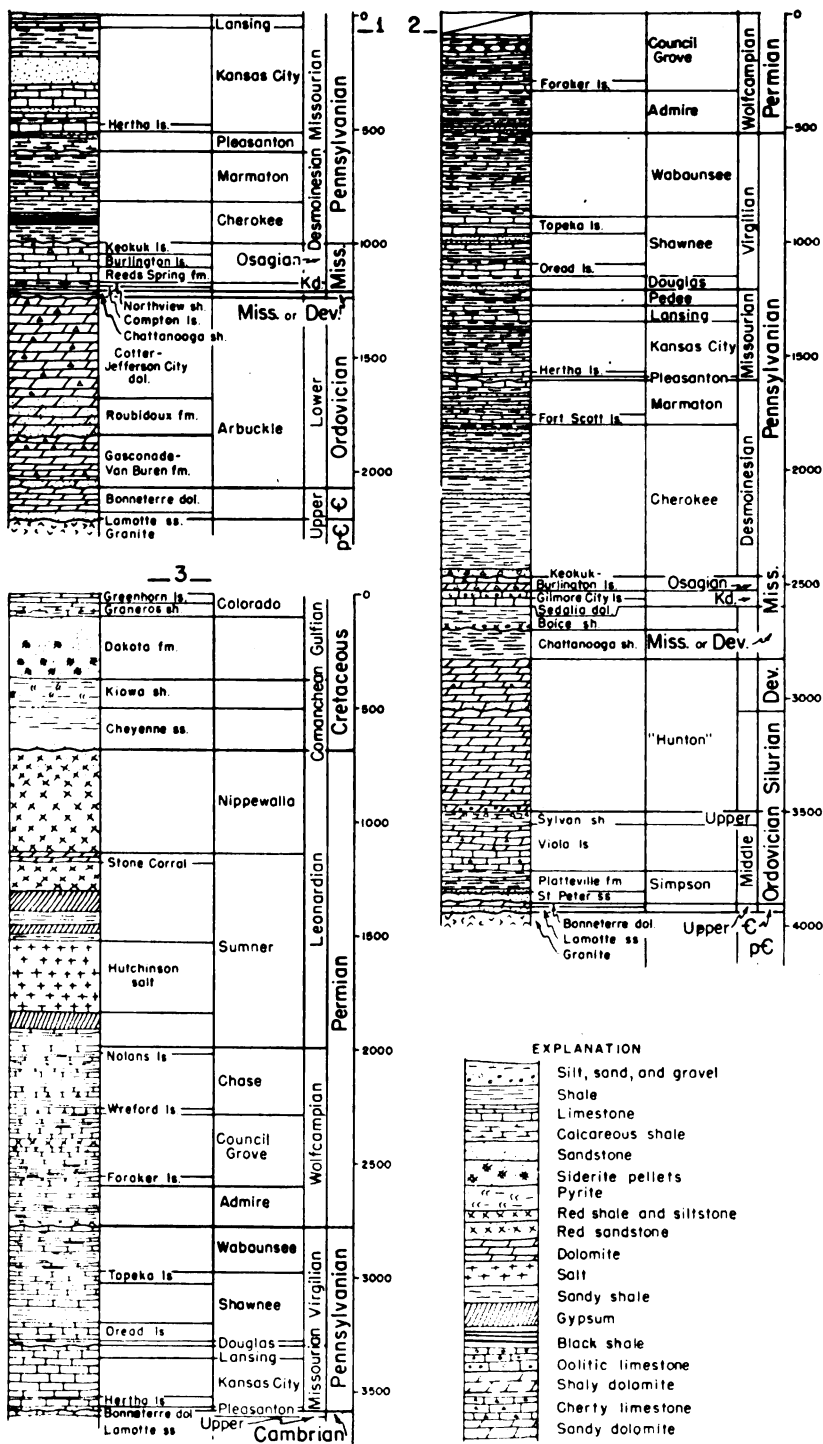 1
Lansing
0
Kansas City
Hertha ls.
500
Pleasanton
Marmaton
Cherokee
Keokuk ls.
1000
Burlington ls.
Osagian
Reeds Spring fm.
Kd.
Northview sh.
Compton ls.
Chattanooga sh.
Miss. or Dev.
Cotter-
Jefferson City
dol.
1500
Roubidoux fm.
Arbuckle
Gasconade-
Van Buren fm.
2000
Bonneterre dol.
Lamotte ss.
Granite
Missourian
Desmoinesian
Lower
Upper
Pennsylvanian
Miss.
Ordovician
Є
pЄ
2
0
Council
Grove
Foraker ls.
Admire
500
Wabaunsee
Topeka ls.
1000
Shawnee
Oread ls.
Douglas
Pedee
Lansing
Kansas City
1500
Hertha ls.
Pleasanton
Marmaton
Fort Scott ls.
2000
Cherokee
Keokuk-
Burlington ls.
Osagian
2500
Gilmore City ls
Kd.
Sedalia dol.
Boice sh.
Chattanooga sh.
Miss. or Dev.
3000
"Hunton"
3500
Sylvan sh
Upper
Viola ls
Platteville fm
Simpson
St Peter ss
4000
Bonneterre dol.
Lamotte ss
Granite
Upper
Є
pЄ
Wolfcampian
Virgilian
Missourian
Desmoinesian
Middle
Permian
Pennsylvanian
Miss.
Dev.
Silurian
Ordovician
3
Greenhorn ls.
0
Graneros sh
Colorado
Dakota fm.
Kiowa sh.
500
Cheyenne ss.
Nippewalla
1000
Stone Corral
1500
Sumner
Hutchinson
salt
2000
Nolans ls
Chase
Wreford ls
Council
Grove
2500
Foraker ls.
Admire
Wabaunsee
Topeka ls
3000
Shawnee
Oread ls
Douglas
Lansing
Kansas City
3500
Hertha ls
Pleasanton
Bonneterre dol
Upper
Lamotte ss
Cambrian
Gulfian
Comanchean
Leonardian
Wolfcampian
Virgilian
Missourian
Cretaceous
Permian
Pennsylvanian
EXPLANATION
Silt, sand, and gravel
Shale
Limestone
Calcareous shale
Sandstone
Siderite pellets
Pyrite
Red shale and siltstone
Red sandstone
Dolomite
Salt
Sandy shale
Gypsum
Black shale
Oolitic limestone
Shaly dolomite
Cherty limestone
Sandy dolomite